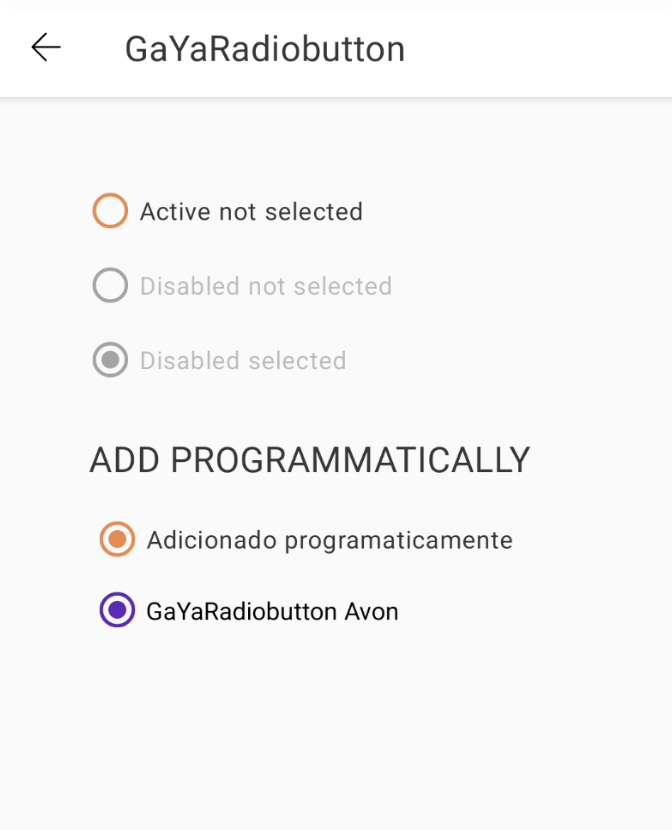 GaYaRadiobutton
Active not selected
Disabled not selected
Disabled selected
ADD PROGRAMMATICALLY
Adicionado programaticamente
GaYaRadiobutton Avon